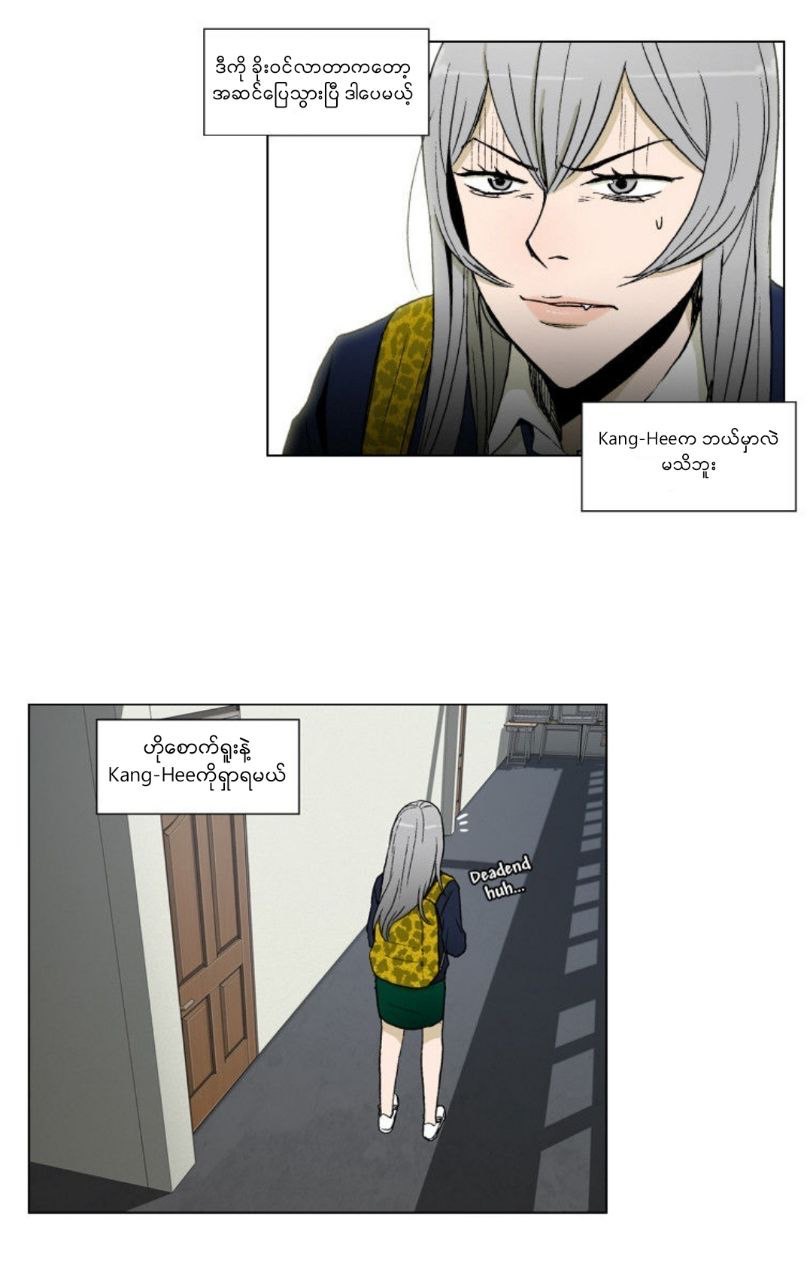 ဒီကို ခိုးဝင်လာတာကတော့
အဆင်ပြေသွားပြီ ဒါပေမယ့်
Kang-Heeက ဘယ်မှာလဲ
မသိဘူး
ဟိုစောက်ရူးနဲ့
Kang-Heeကိုရှာရမယ်
Deadend
huh...